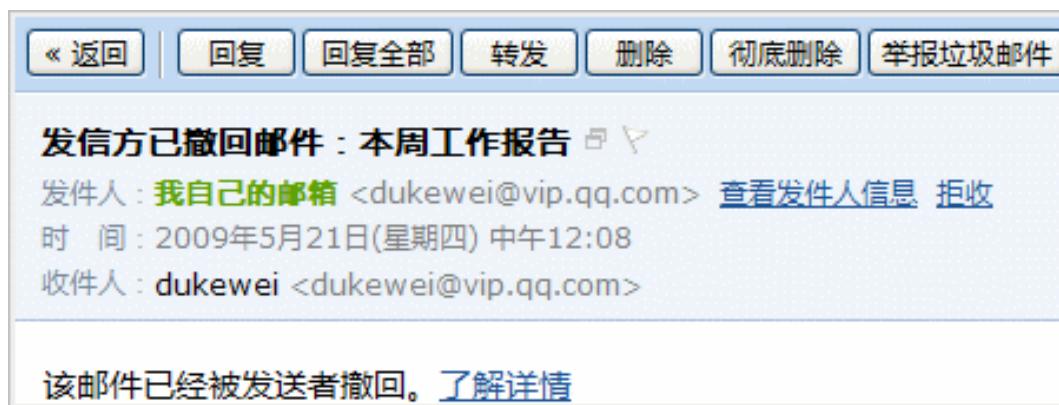 « 返回 回复 回复全部 转发 删除 彻底删除 举报垃圾邮件
发信方已撤回邮件：本周工作报告
发件人：我自己的邮箱 <dukewei@vip.qq.com> 查看发件人信息 拒收
时 间：2009年5月21日(星期四) 中午12:08
收件人：dukewei <dukewei@vip.qq.com>
该邮件已经被发送者撤回。了解详情